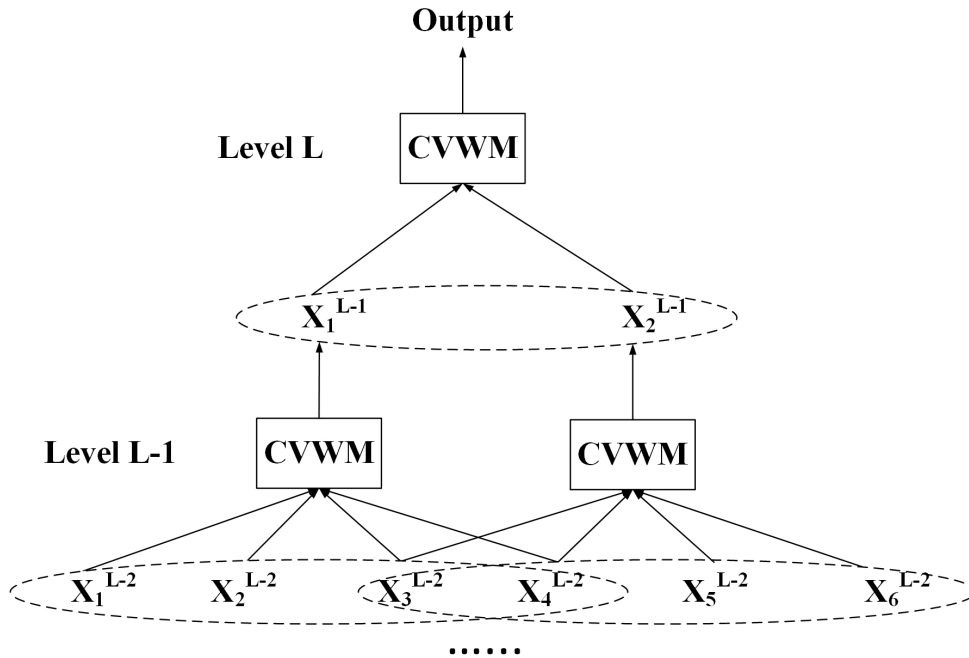 Output
Level L
CVWM
X₁ᴸ⁻¹ X₂ᴸ⁻¹
Level L-1
CVWM CVWM
X₁ᴸ⁻² X₂ᴸ⁻² X₃ᴸ⁻² X₄ᴸ⁻² X₅ᴸ⁻² X₆ᴸ⁻²
......